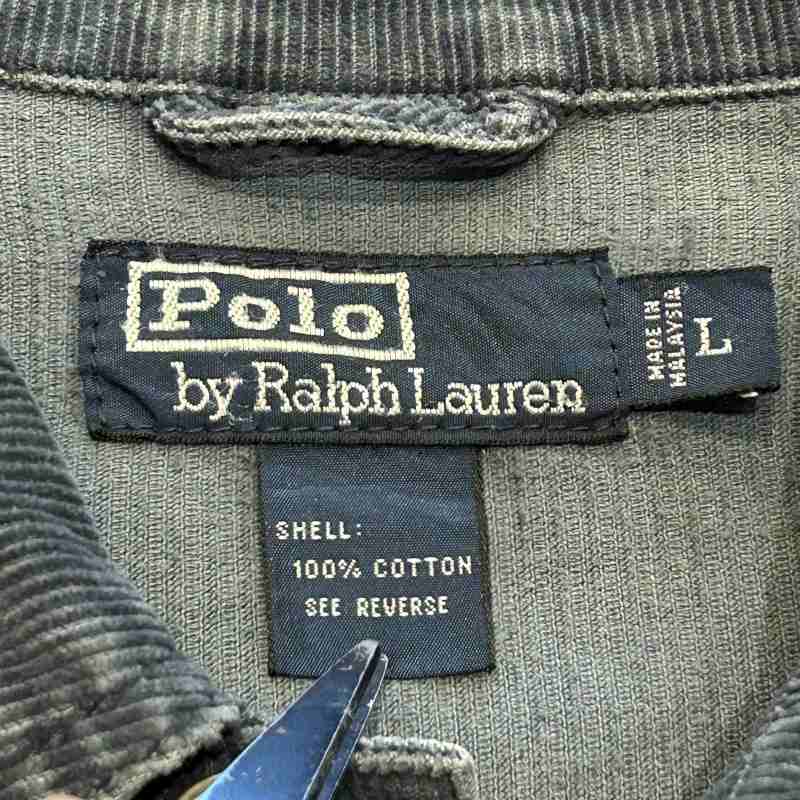 Polo
by Ralph Lauren
MADE IN
MALAYSIA
L
SHELL:
100% COTTON
SEE REVERSE